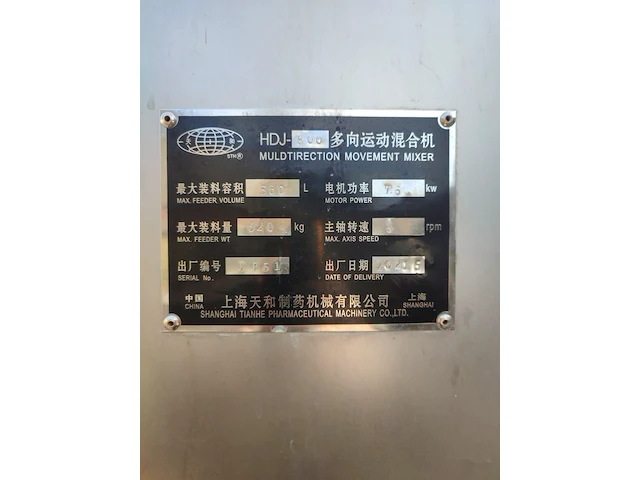 天 和
STH®
HDJ-800 多向运动混合机
MULDTIRECTION MOVEMENT MIXER
最大装料容积 L 电机功率 kw
MAX. FEEDER VOLUME MOTOR POWER
最大装料量 kg 主轴转速 rpm
MAX. FEEDER WT MAX. AXIS SPEED
出厂编号 出厂日期
SERIAL No. DATE OF DELIVERY
中国 上海天和制药机械有限公司 上海
CHINA SHANGHAI TIANHE PHARMACEUTICAL MACHINERY CO.,LTD. SHANGHAI